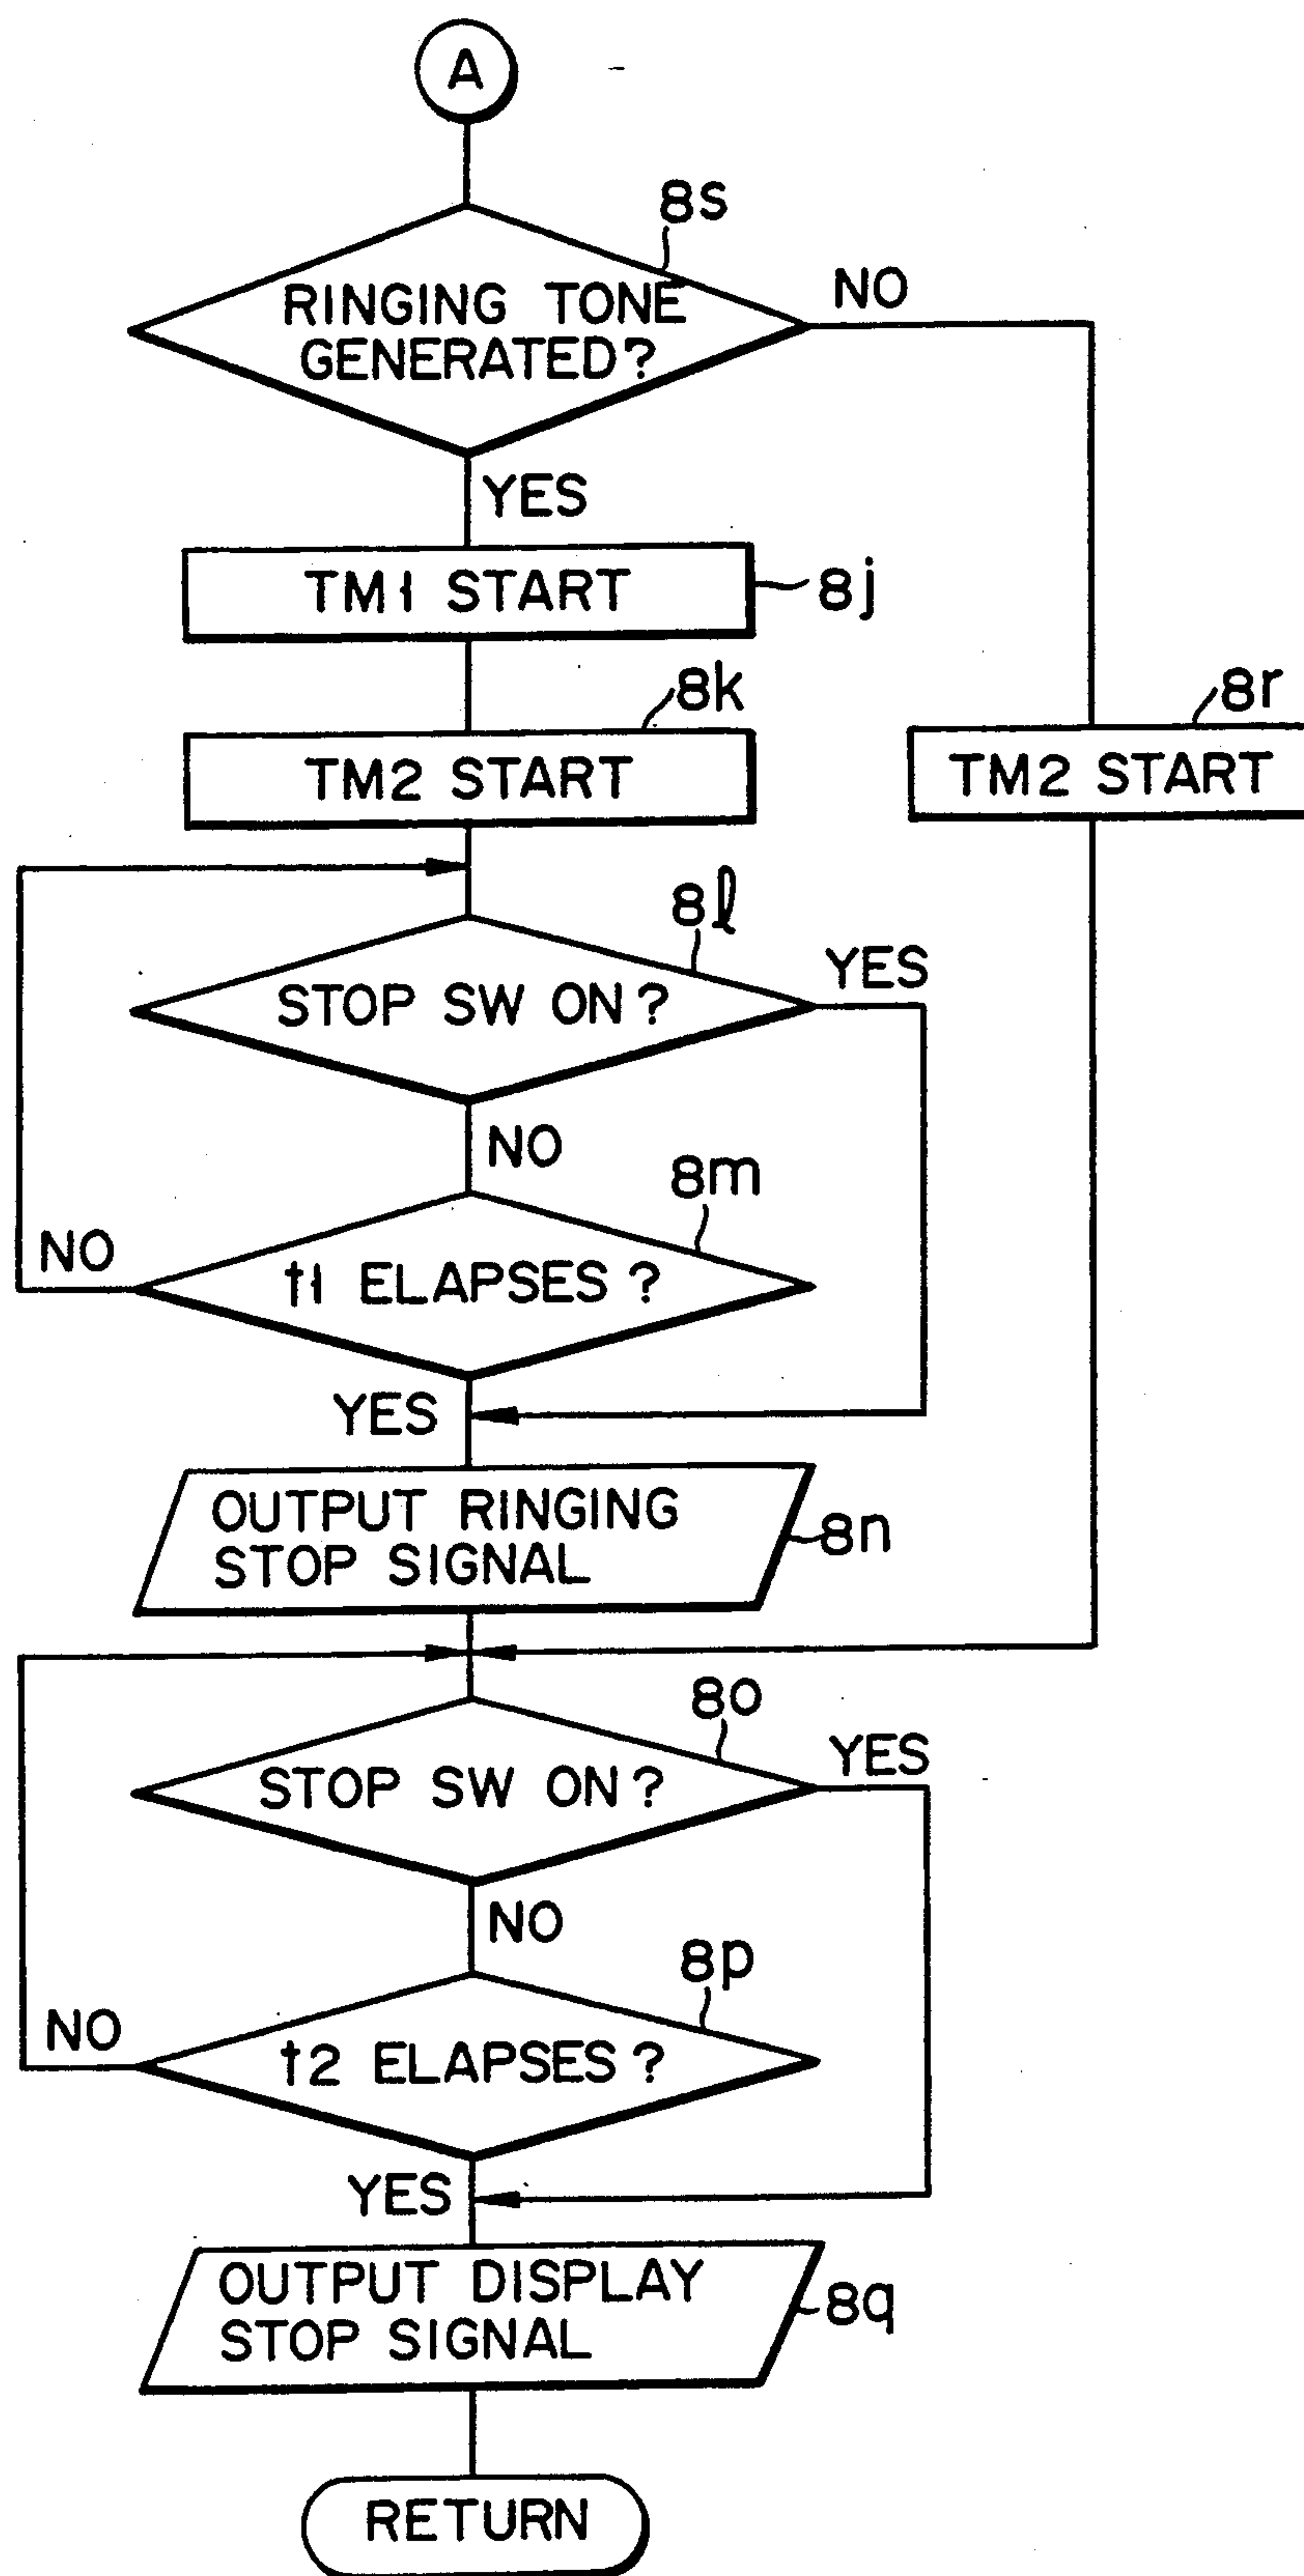 A
8s
RINGING TONE
GENERATED?
NO
YES
TM1 START
8j
8k
TM2 START
8r
TM2 START
8l
STOP SW ON?
YES
NO
8m
t1 ELAPSES?
NO
YES
OUTPUT RINGING
STOP SIGNAL
8n
8o
STOP SW ON?
YES
NO
8p
t2 ELAPSES?
NO
YES
OUTPUT DISPLAY
STOP SIGNAL
8q
RETURN